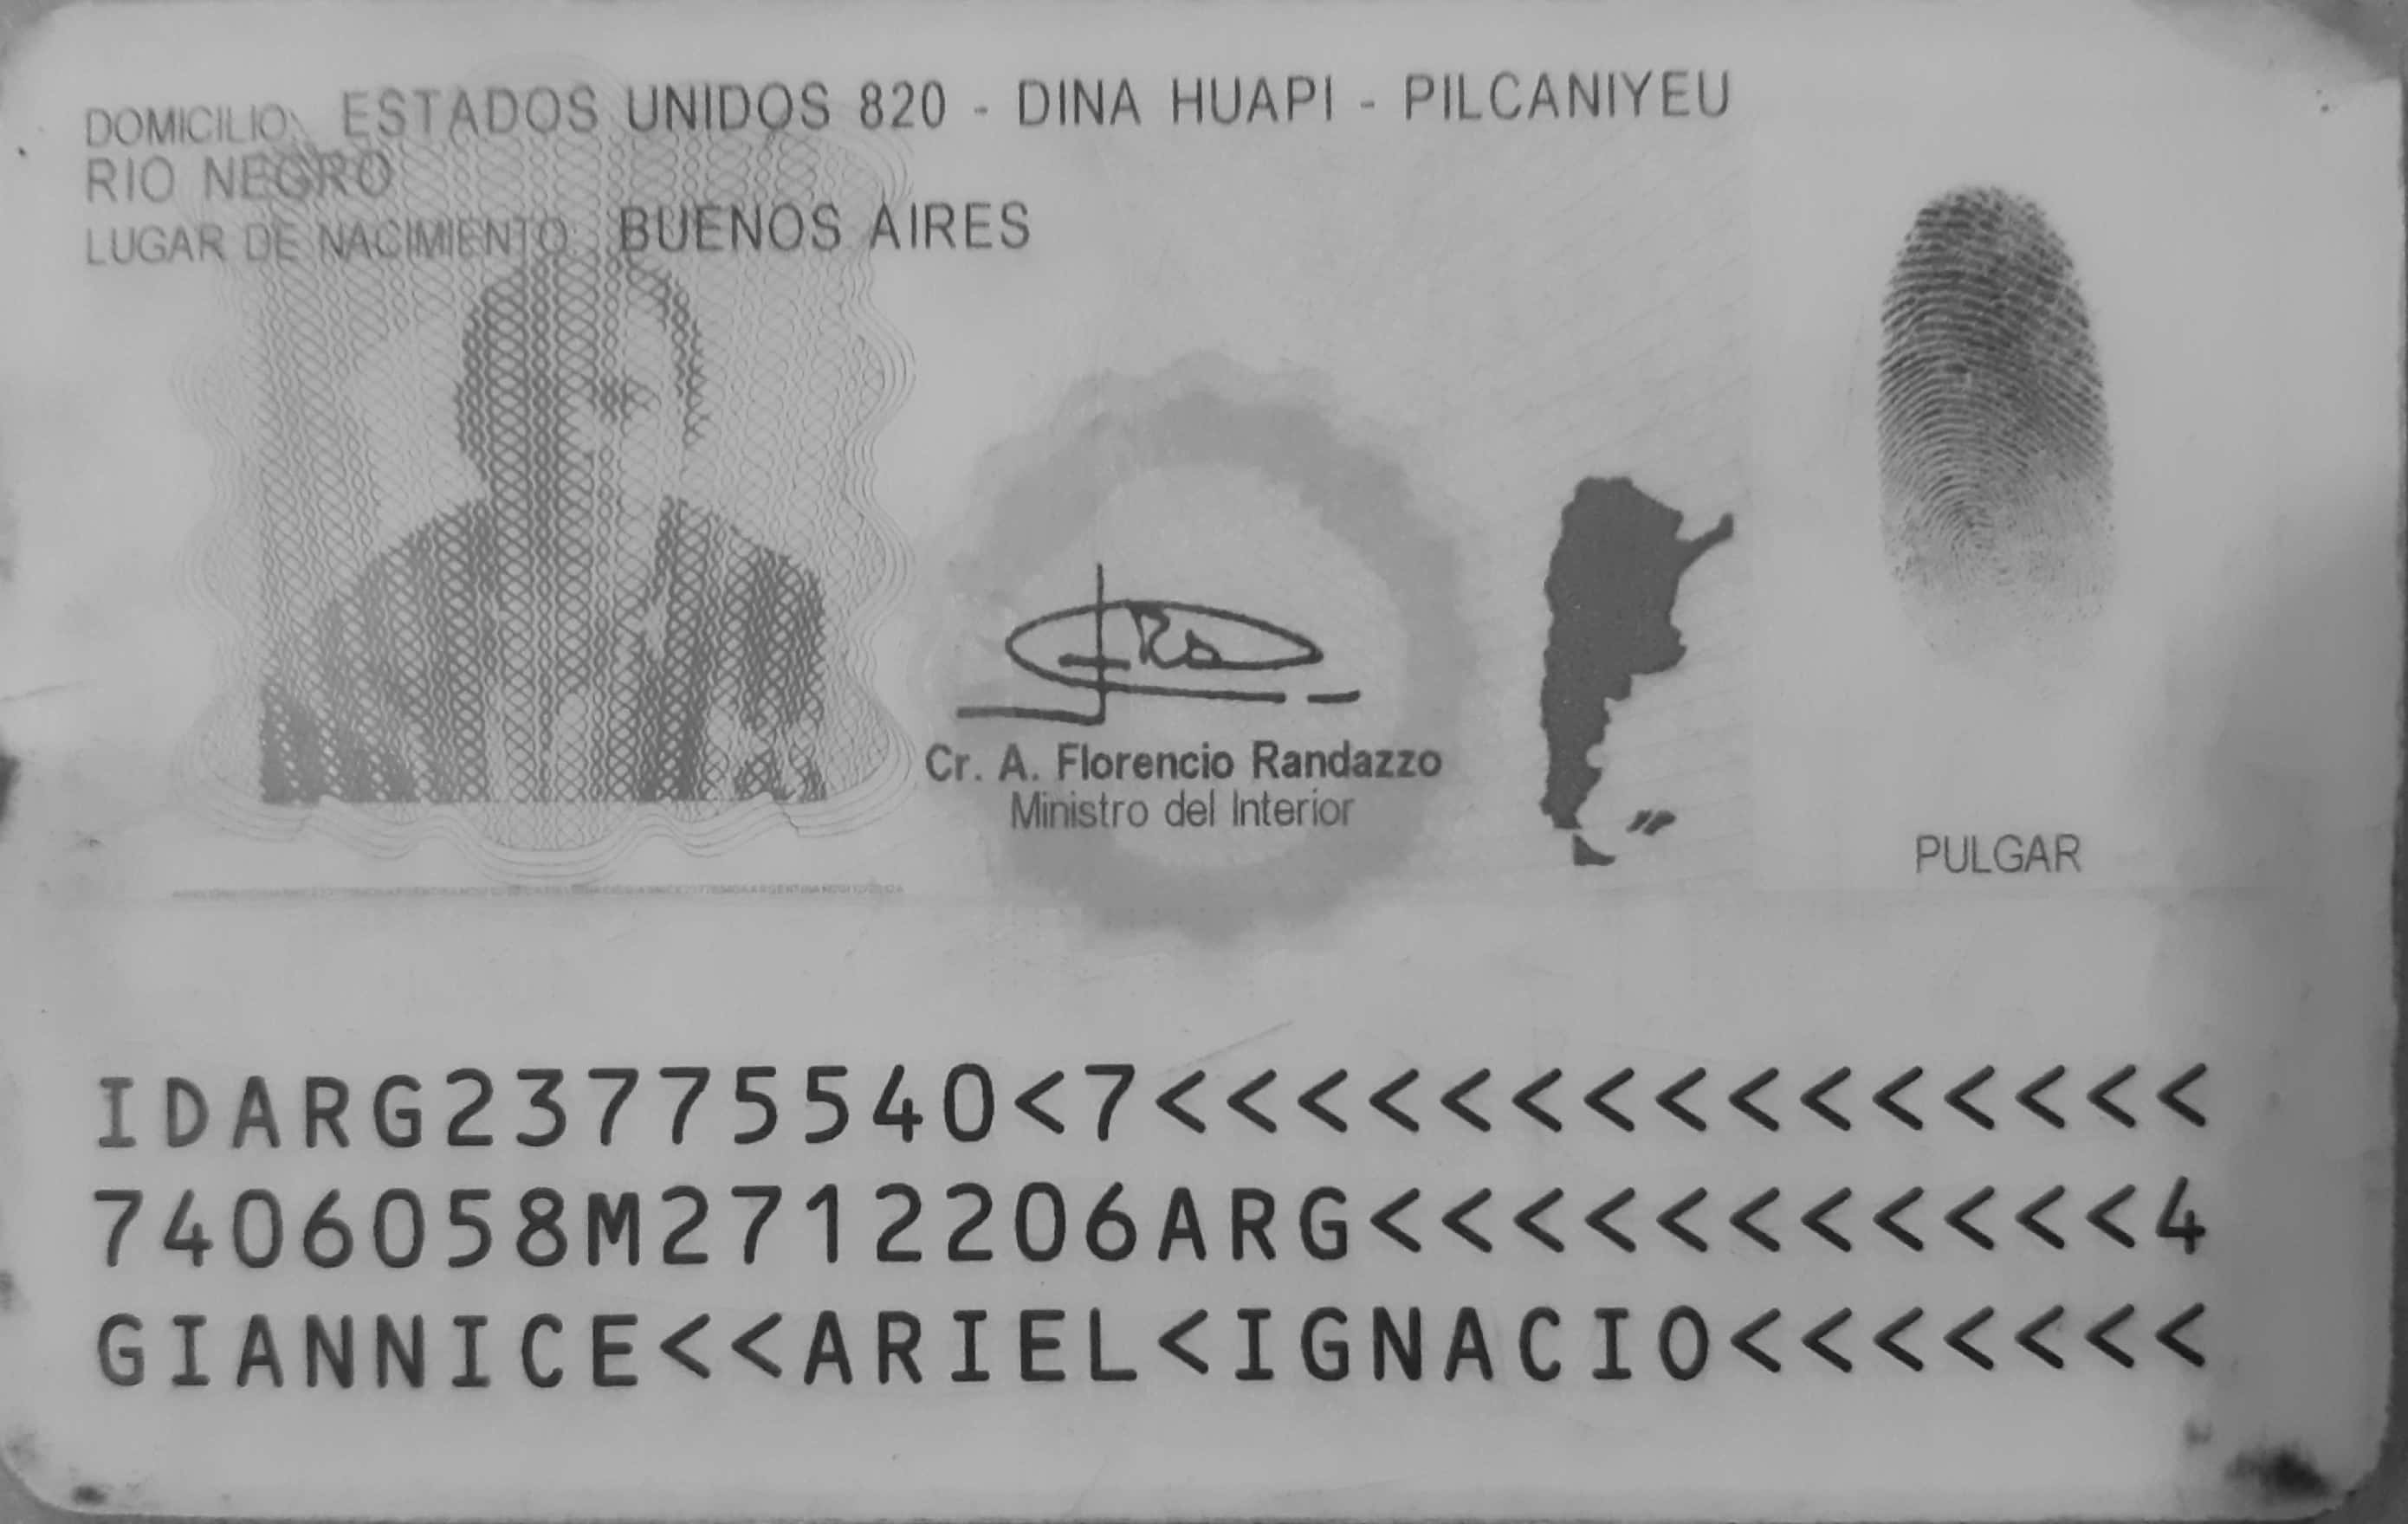 DOMICILIO: ESTADOS UNIDOS 820 - DINA HUAPI - PILCANIYEU
RIO NEGRO
LUGAR DE NACIMIENTO: BUENOS AIRES
Cr. A. Florencio Randazzo
Ministro del Interior
PULGAR
IDARG23775540<7<<<<<<<<<<<<<<<
7406058M2712206ARG<<<<<<<<<<<4
GIANNICE<<ARIEL<IGNACIO<<<<<<<